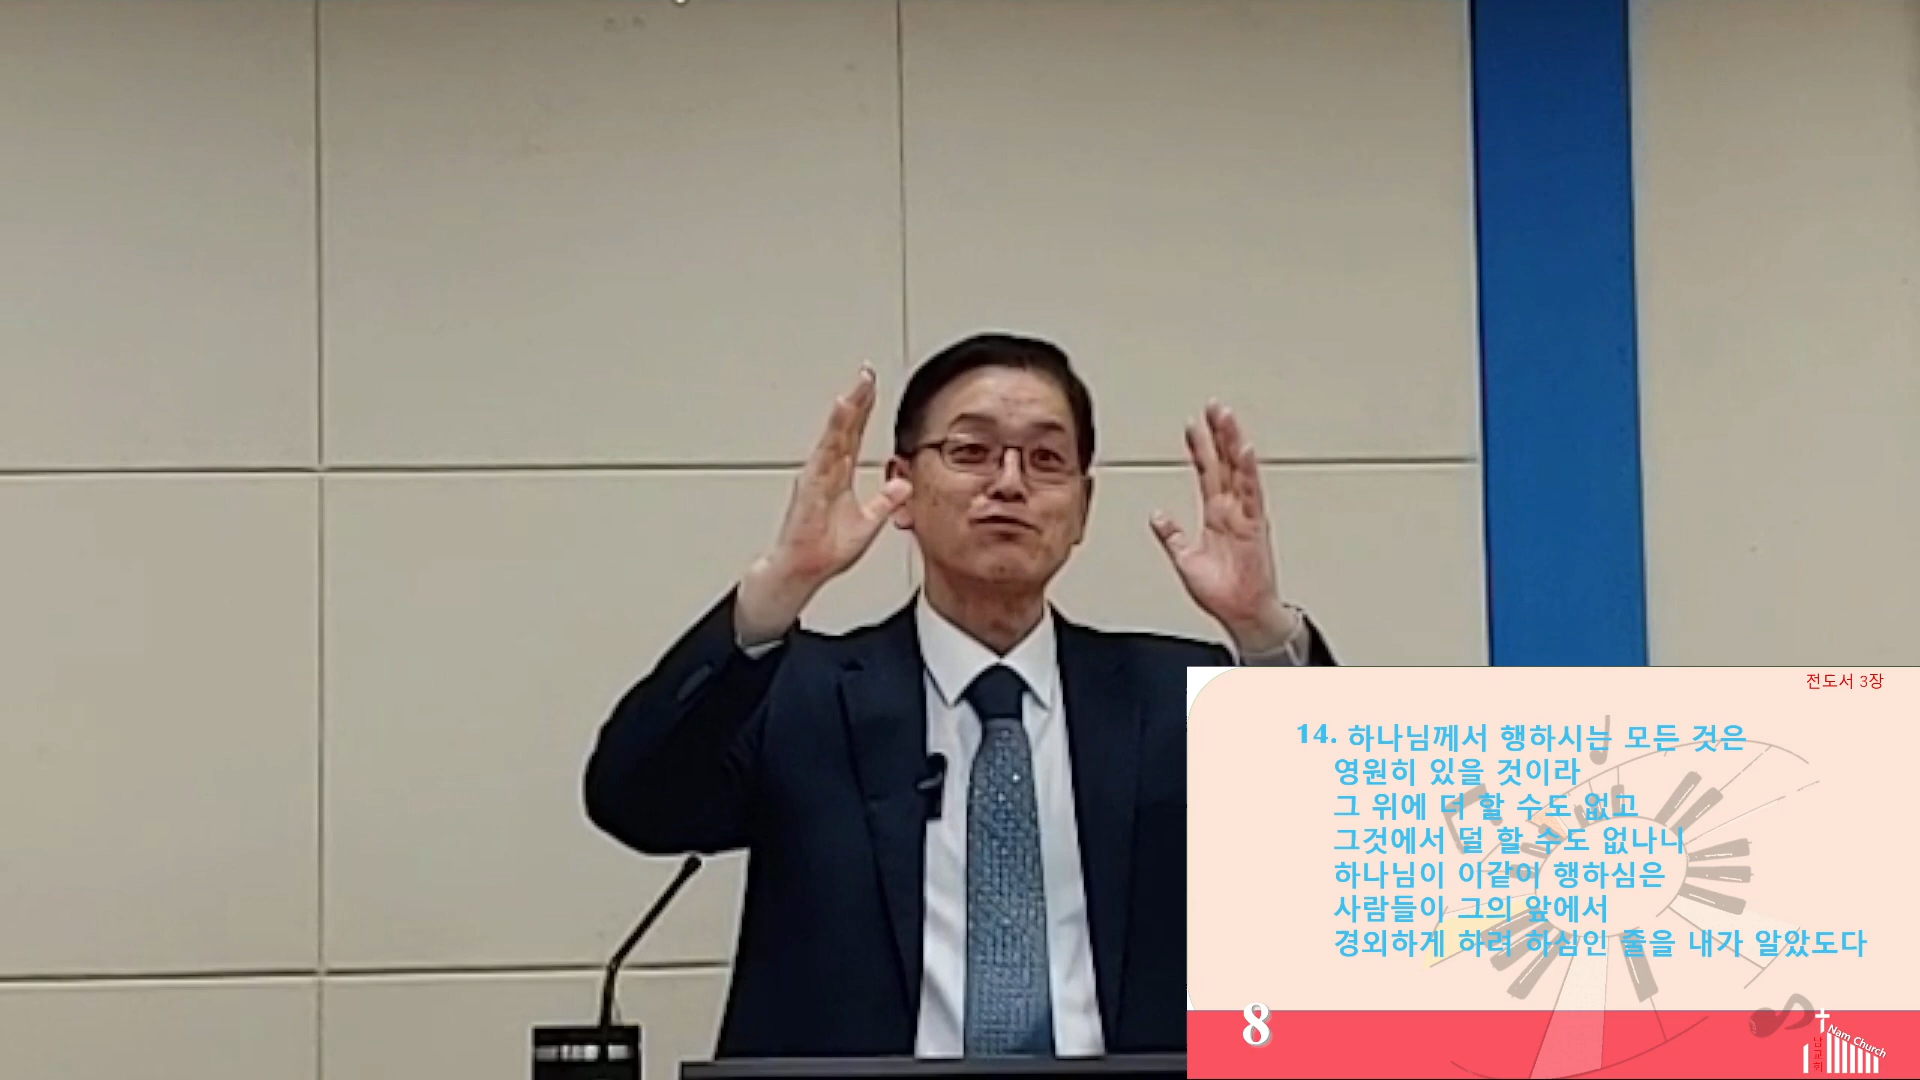 전도서 3장
14. 하나님께서 행하시는 모든 것은
영원히 있을 것이라
그 위에 더 할 수도 없고
그것에서 덜 할 수도 없나니
하나님이 이같이 행하심은
사람들이 그의 앞에서
경외하게 하려 하심인 줄을 내가 알았도다
8
Nam Church
남교회